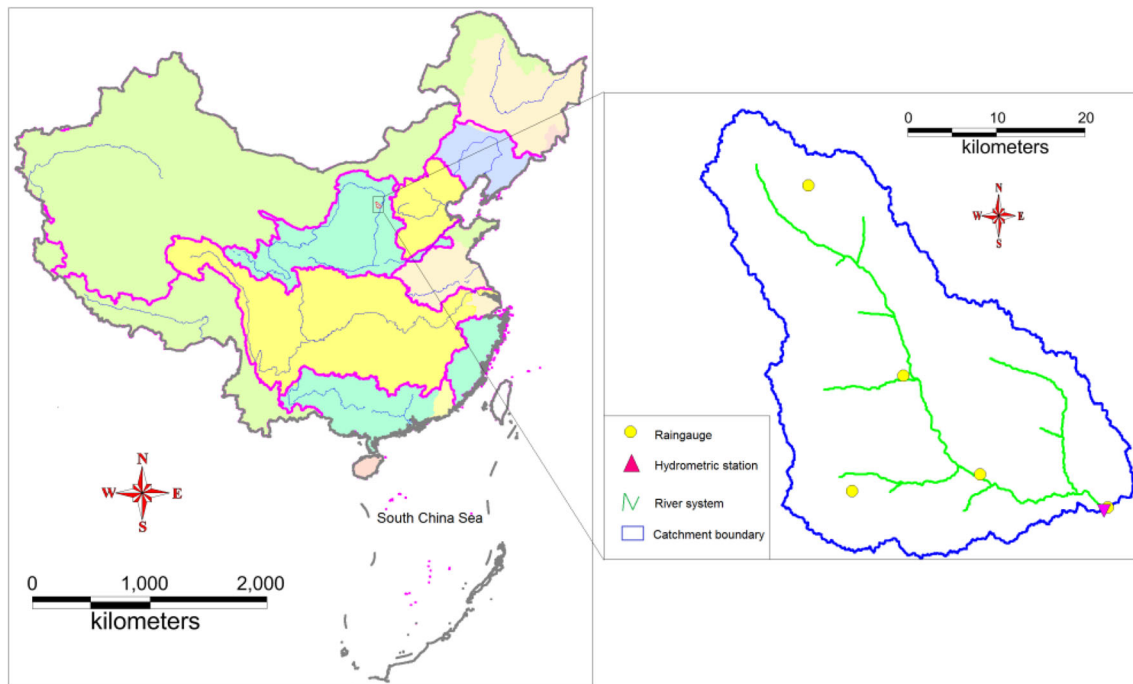 N
W E
S
South China Sea
0 1,000 2,000
kilometers
0 10 20
kilometers
N
W E
S
Raingauge
Hydrometric station
River system
Catchment boundary